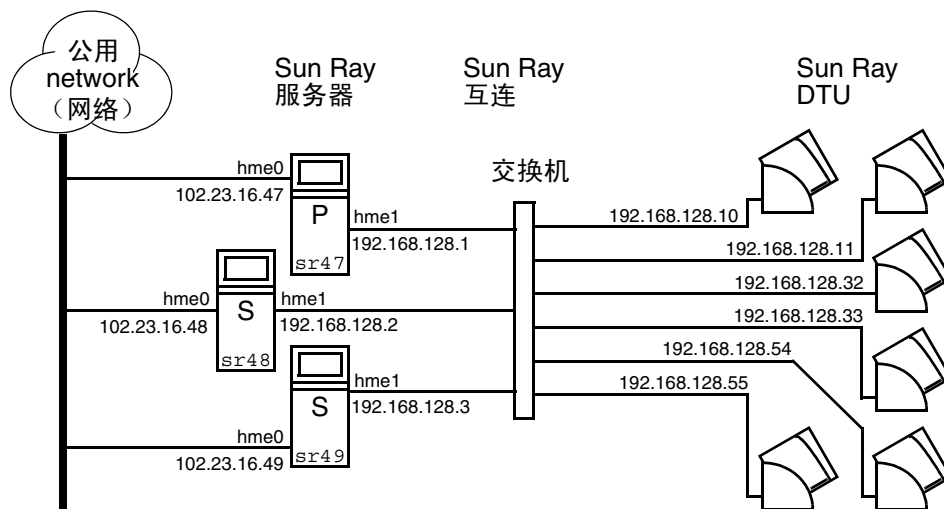 公用
network
（网络）
Sun Ray
服务器
Sun Ray
互连
Sun Ray
DTU
交换机
hme0
102.23.16.47
P
sr47
hme1
192.168.128.1
hme0
102.23.16.48
S
sr48
hme1
192.168.128.2
hme0
102.23.16.49
S
sr49
hme1
192.168.128.3
192.168.128.10
192.168.128.11
192.168.128.32
192.168.128.33
192.168.128.54
192.168.128.55